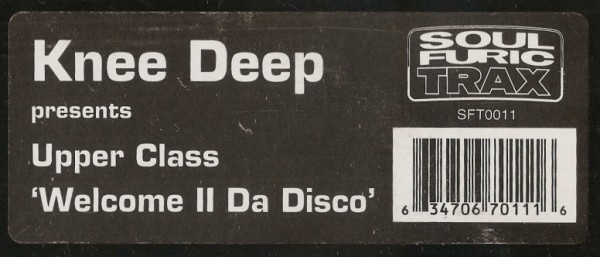 Knee Deep
presents
Upper Class
'Welcome II Da Disco'
SOUL
FURIC
TRAX
SFT0011
6 34706 70111 6